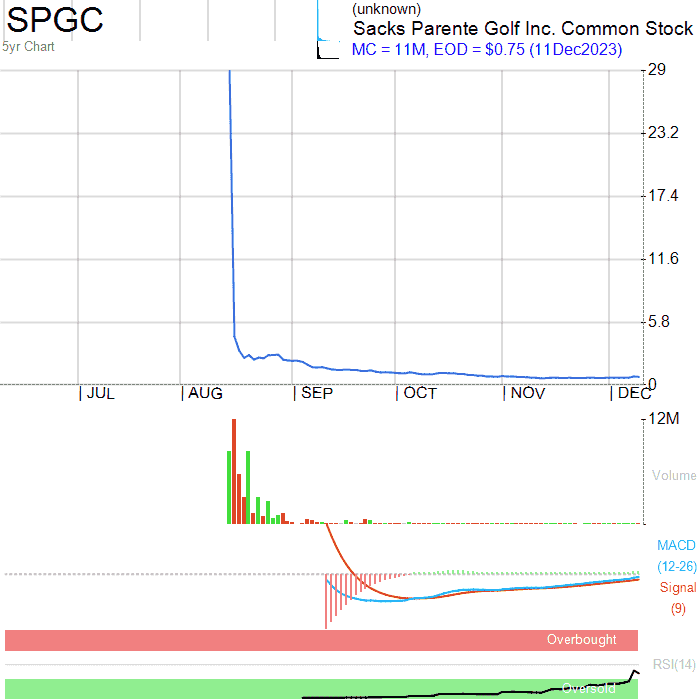 SPGC
(unknown)
Sacks Parente Golf Inc. Common Stock
5yr Chart
MC = 11M, EOD = $0.75 (11Dec2023)
29
23.2
17.4
11.6
5.8
0
JUL
AUG
SEP
OCT
NOV
DEC
12M
Volume
MACD
(12-26)
Signal
(9)
Overbought
RSI(14)
Oversold